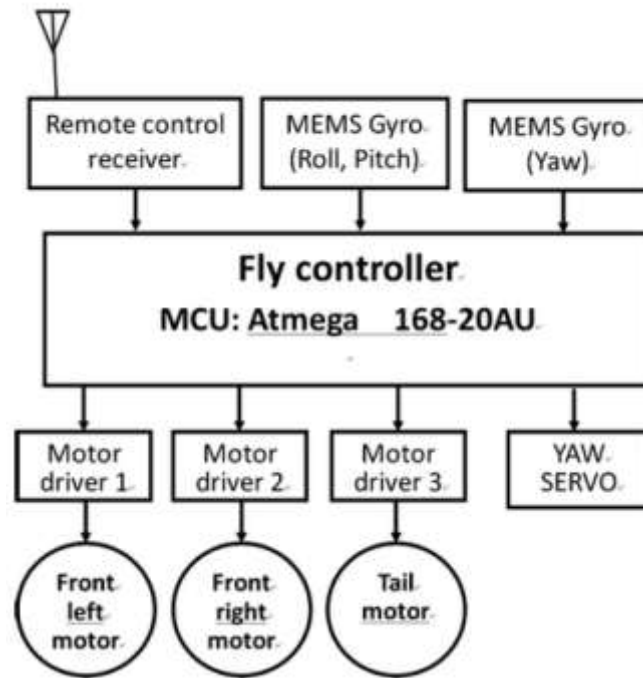 Remote control
receiver
MEMS Gyro
(Roll, Pitch)
MEMS Gyro
(Yaw)
Fly controller
MCU: Atmega 168-20AU
Motor
driver 1
Motor
driver 2
Motor
driver 3
YAW
SERVO
Front
left
motor
Front
right
motor
Tail
motor